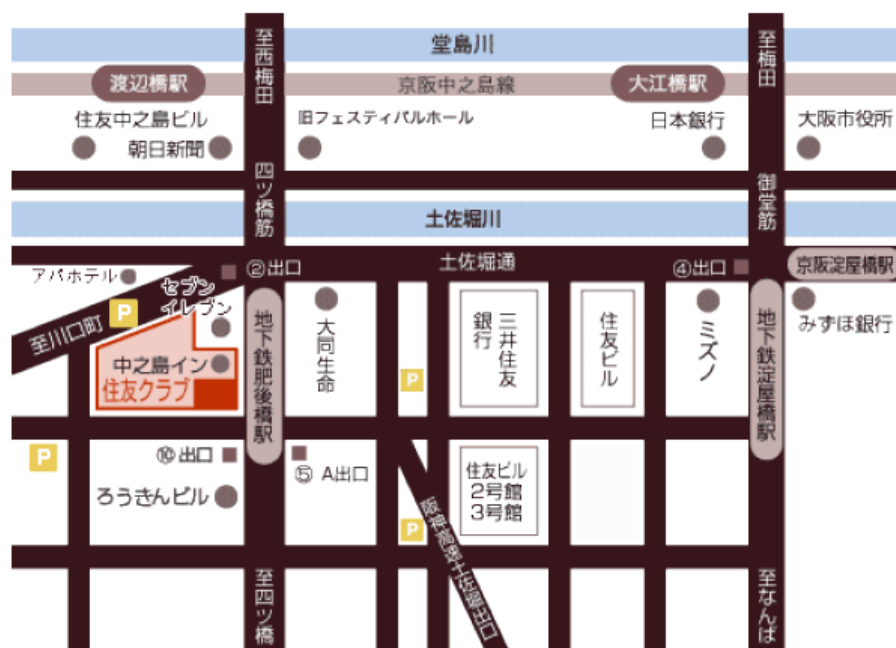 堂島川
至西梅田
至梅田
渡辺橋駅
京阪中之島線
大江橋駅
住友中之島ビル
旧フェスティバルホール
日本銀行
大阪市役所
朝日新聞
四ツ橋筋
御堂筋
土佐堀川
土佐堀通
②出口
④出口
京阪淀屋橋駅
アパホテル
セブン
イレブン
P
至川口町
みずほ銀行
地下鉄肥後橋駅
大同生命
三井住友
銀行
住友ビル
ミズノ
地下鉄淀屋橋駅
中之島イン
住友クラブ
P
P
⑩出口
⑤ A出口
ろうきんビル
住友ビル
2号館
3号館
P
阪神高速土佐堀出口
至四ツ橋
至なんば